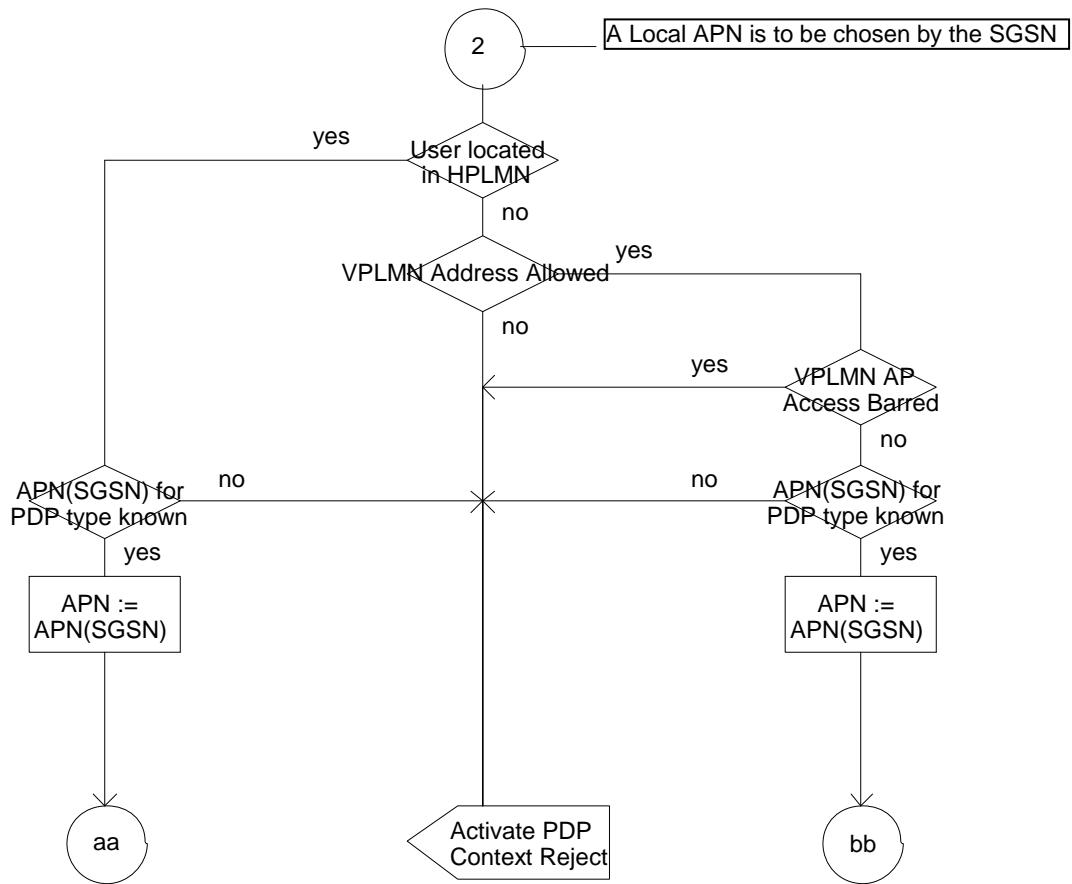 2
A Local APN is to be chosen by the SGSN
yes
User located
in HPLMN
no
VPLMN Address Allowed
yes
no
yes
VPLMN AP
Access Barred
no
APN(SGSN) for
PDP type known
no
no
APN(SGSN) for
PDP type known
yes
yes
APN :=
APN(SGSN)
APN :=
APN(SGSN)
aa
Activate PDP
Context Reject
bb